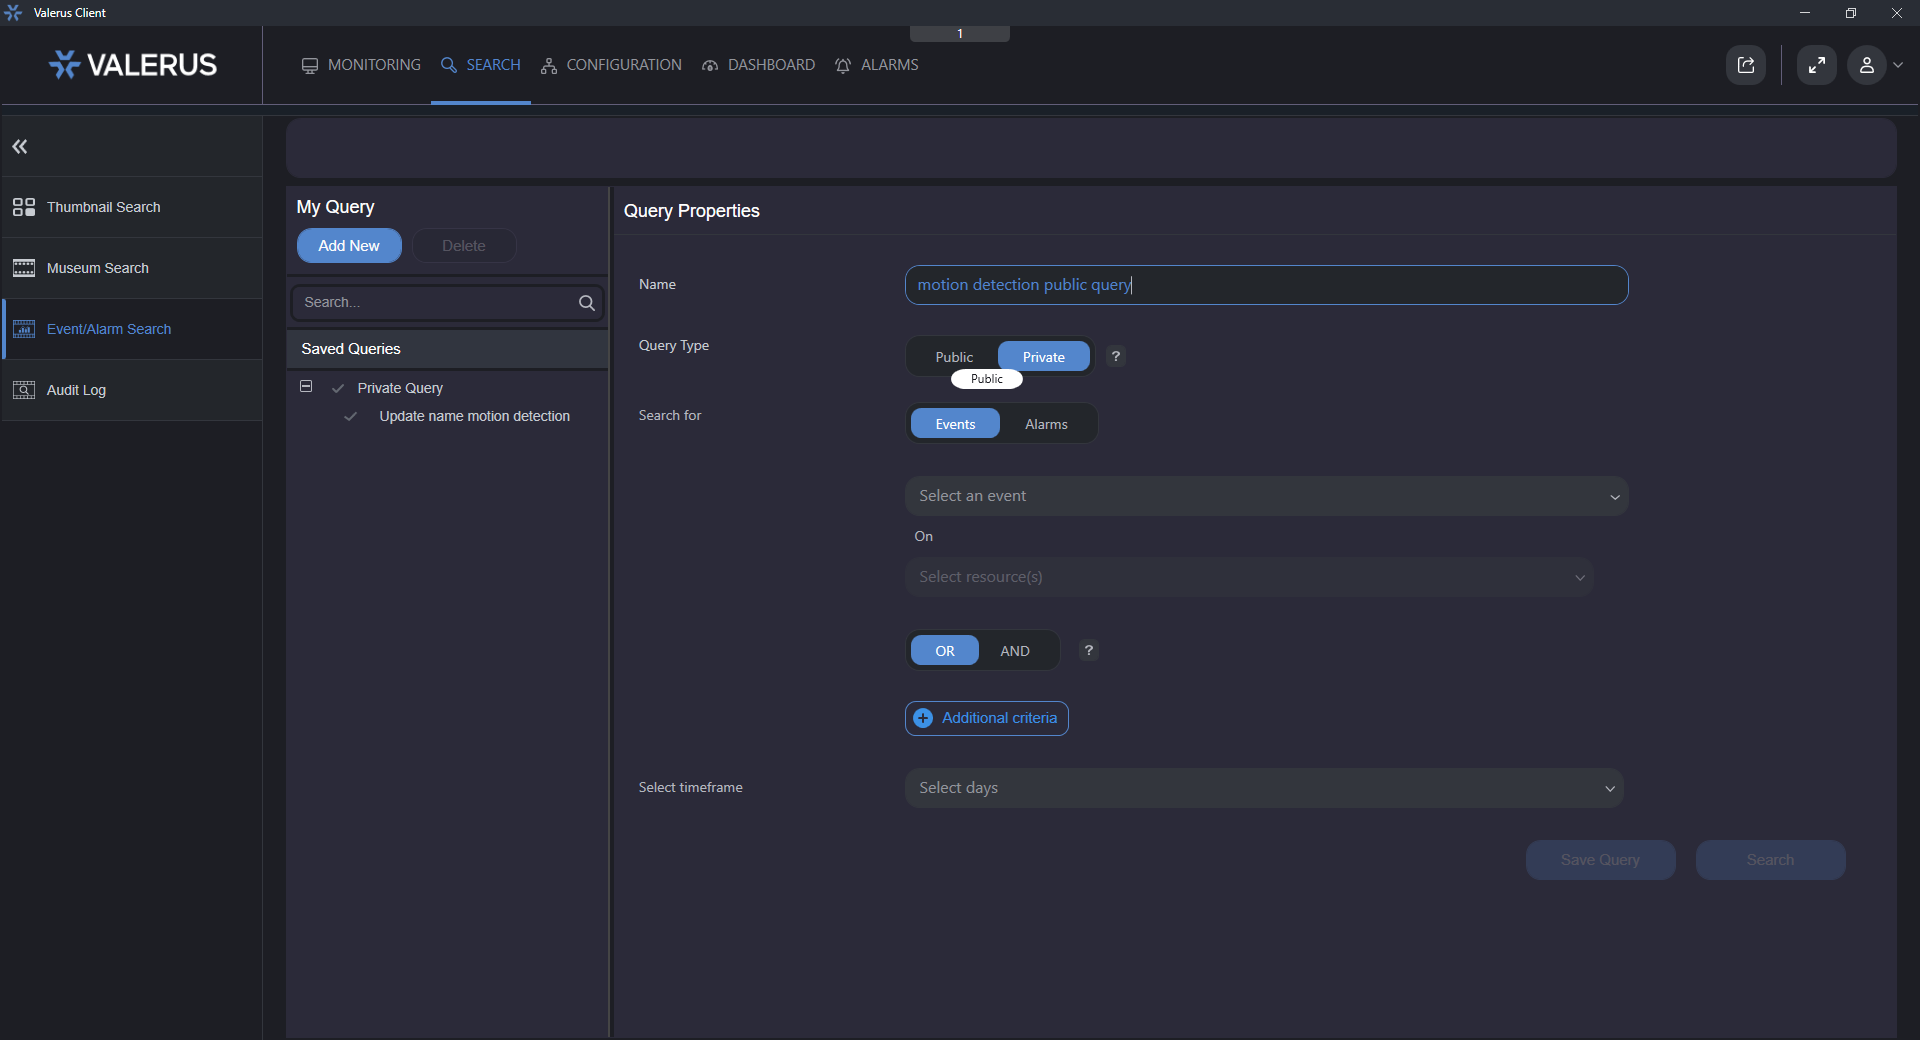 Valerus Client
1
VALERUS
MONITORING
SEARCH
CONFIGURATION
DASHBOARD
ALARMS
Thumbnail Search
Museum Search
Event/Alarm Search
Audit Log
My Query
Add New
Delete
Search...
Saved Queries
Private Query
Update name motion detection
Query Properties
Name
motion detection public query
Query Type
Public
Private
?
Public
Search for
Events
Alarms
Select an event
On
Select resource(s)
OR
AND
?
Additional criteria
Select timeframe
Select days
Save Query
Search